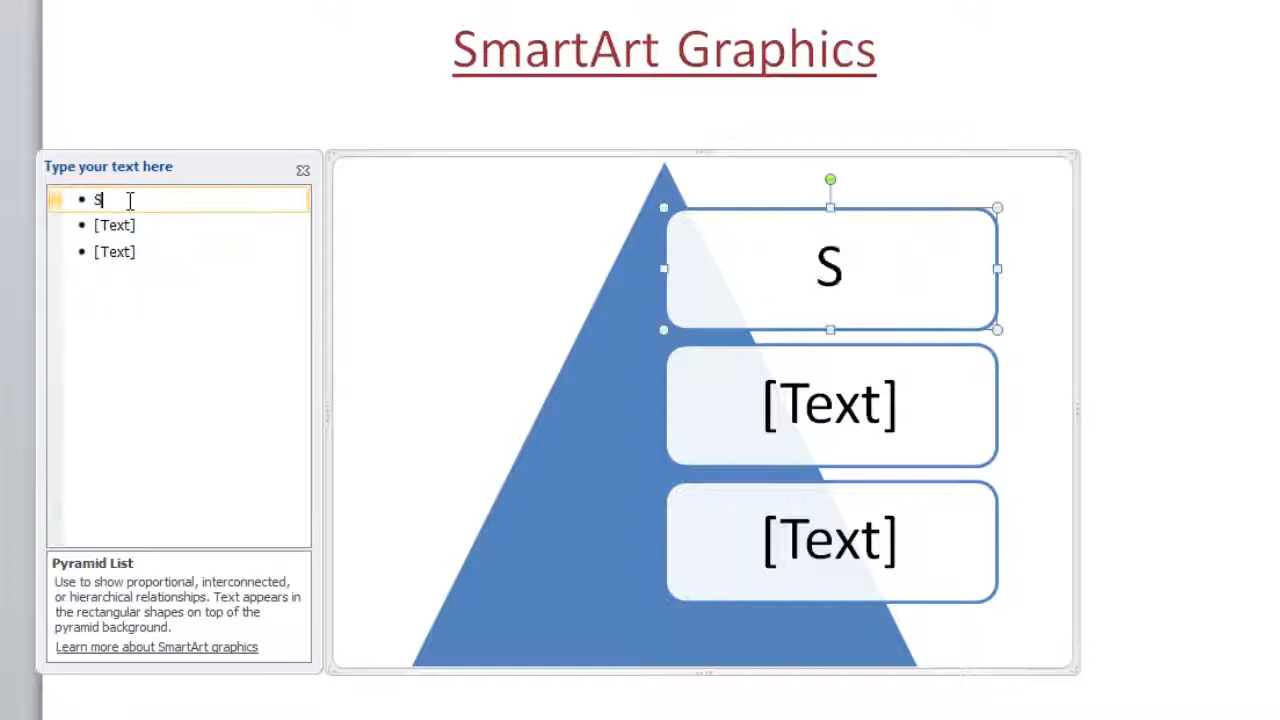 SmartArt Graphics
Type your text here
• S
• [Text]
• [Text]
Pyramid List
Use to show proportional, interconnected,
or hierarchical relationships. Text appears in
the rectangular shapes on top of the
pyramid background.
Learn more about SmartArt graphics
S
[Text]
[Text]